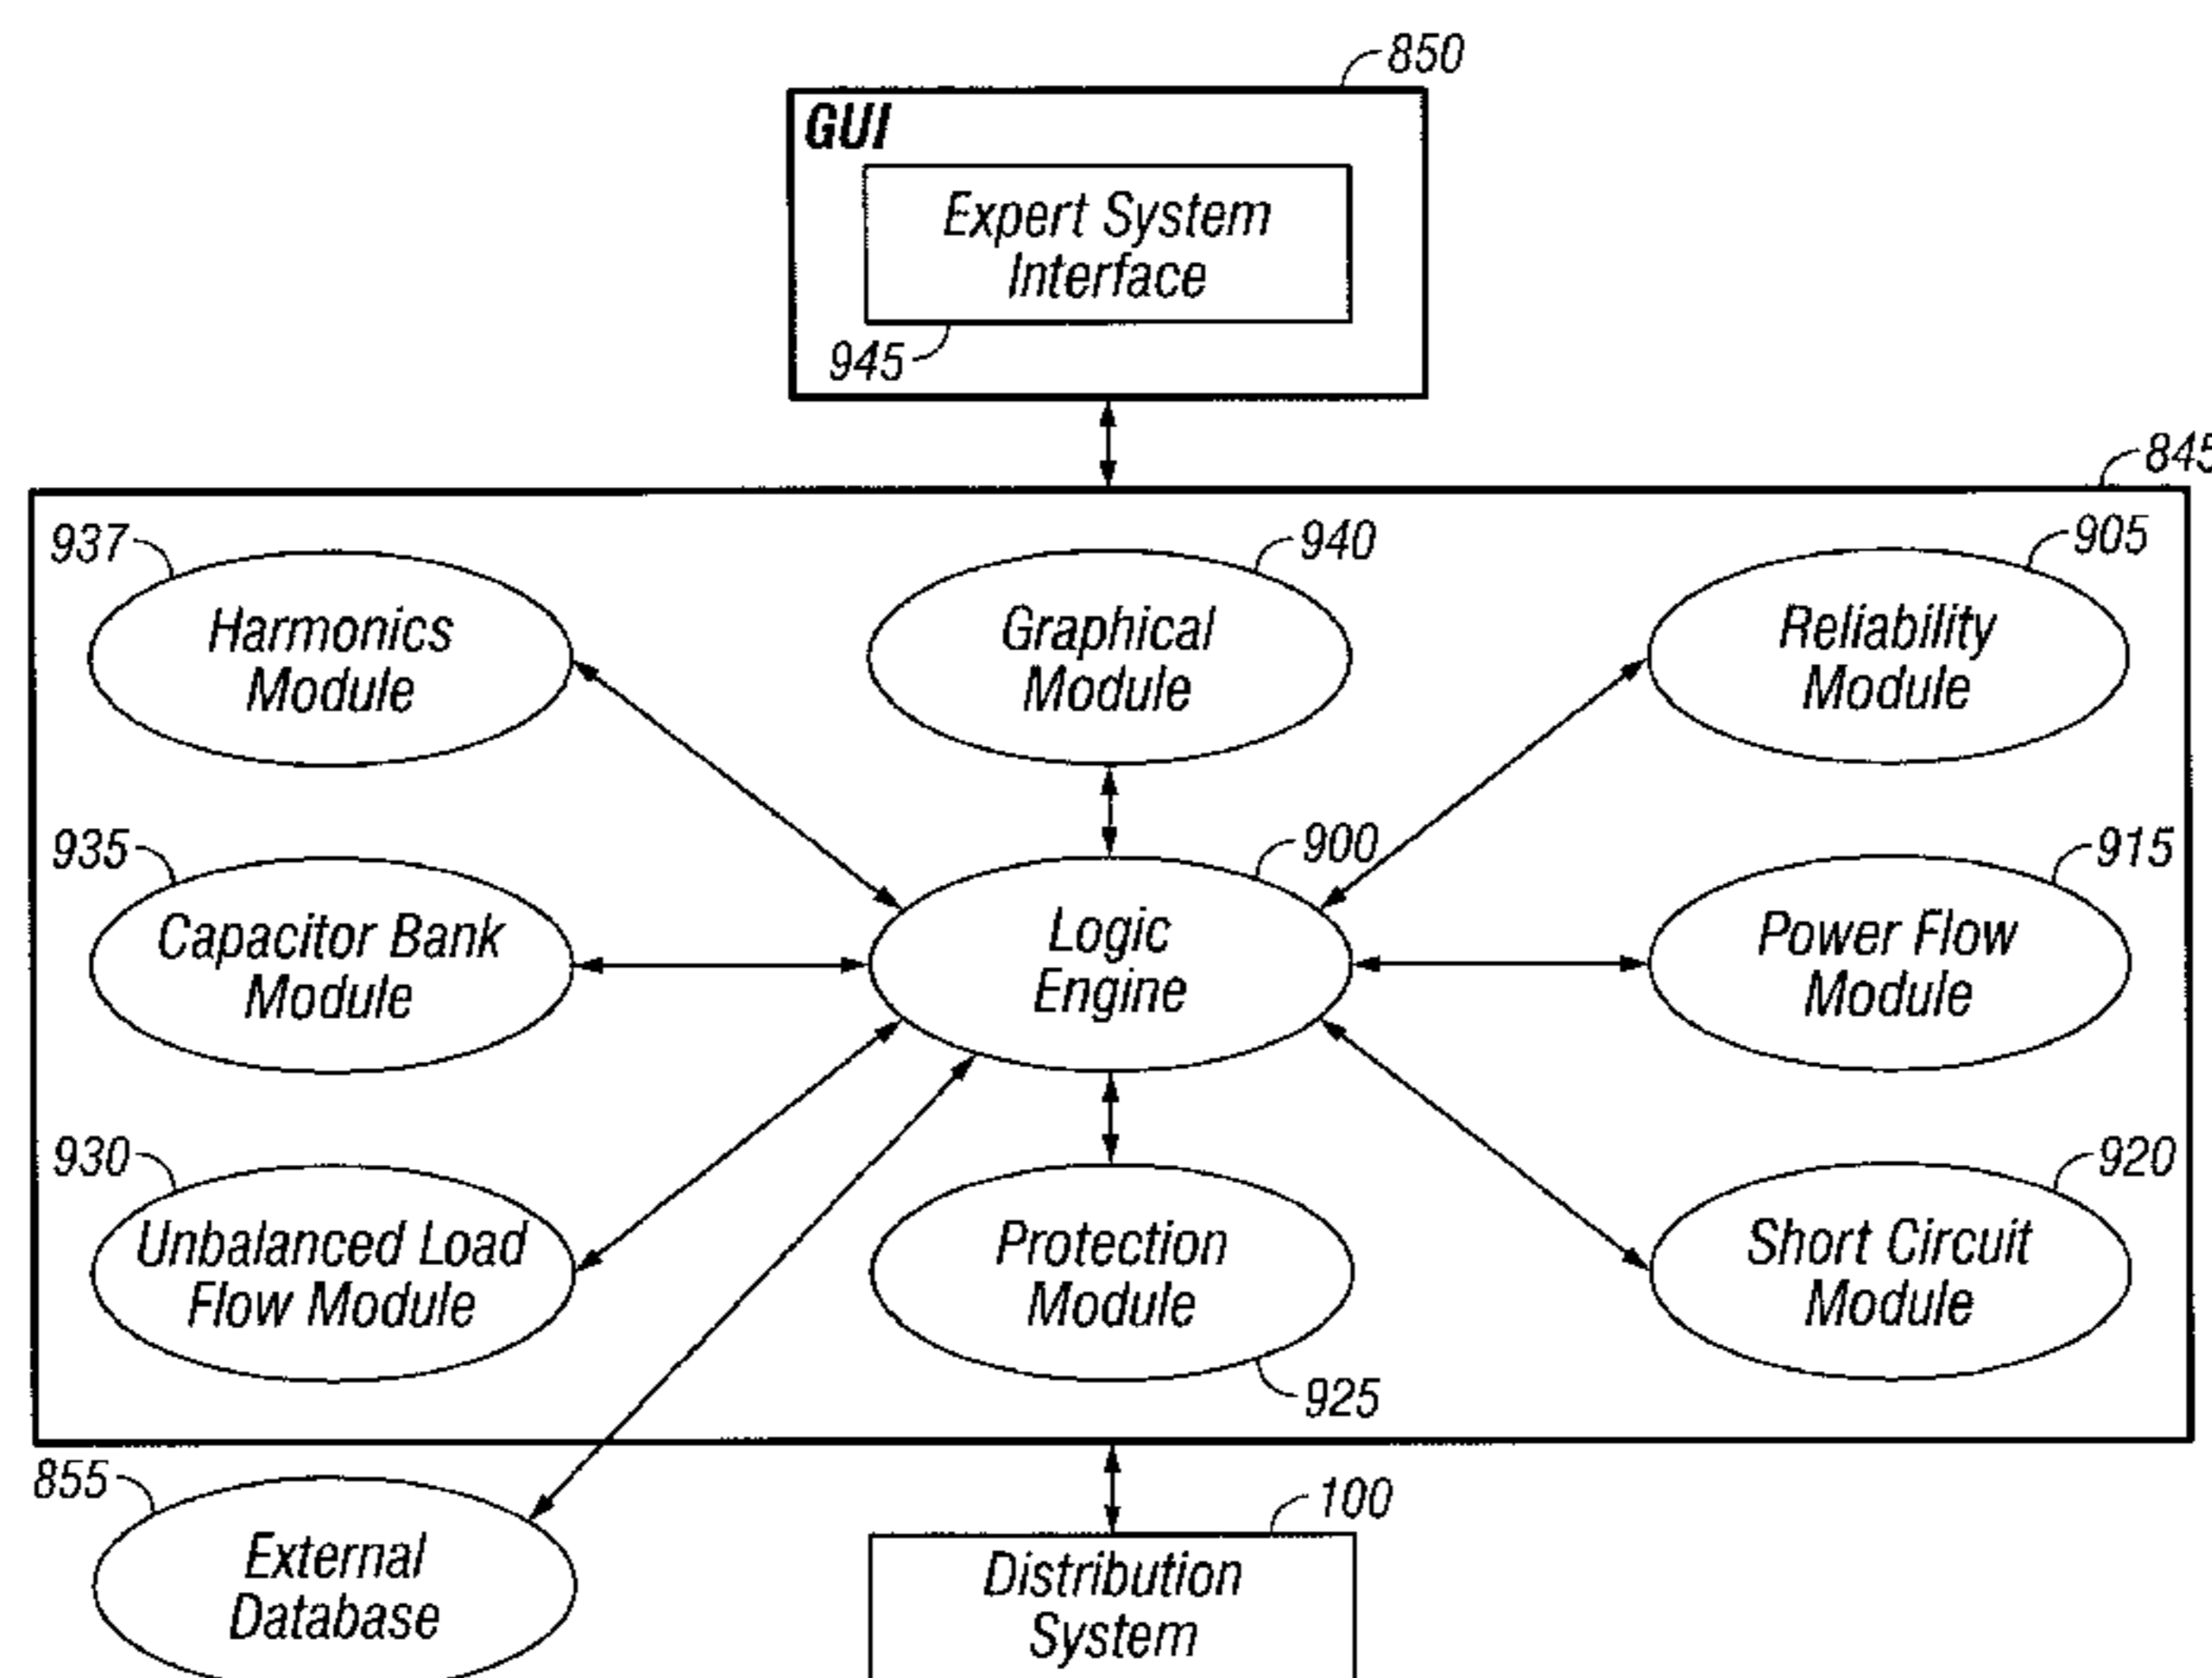 850
GUI
Expert System
Interface
945
845
937
940
905
Harmonics
Module
Graphical
Module
Reliability
Module
935
900
915
Capacitor Bank
Module
Logic
Engine
Power Flow
Module
930
920
Unbalanced Load
Flow Module
Protection
Module
Short Circuit
Module
925
855
100
External
Database
Distribution
System